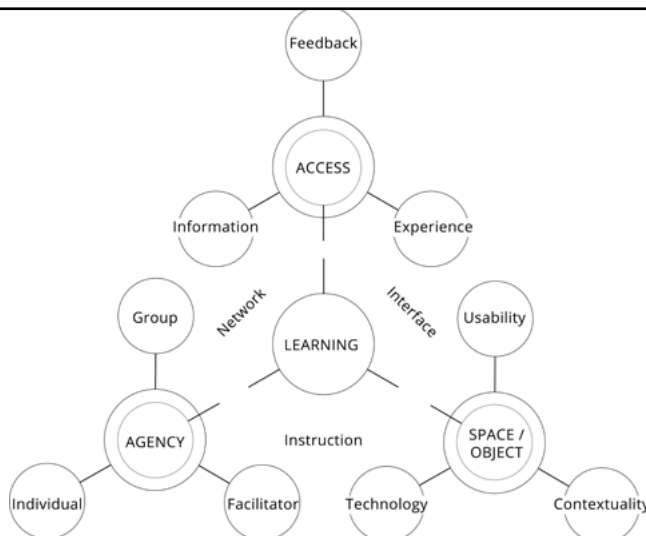 Feedback
ACCESS
Information
Experience
Network
Interface
Group
Usability
LEARNING
AGENCY
Instruction
SPACE /
OBJECT
Individual
Facilitator
Technology
Contextuality